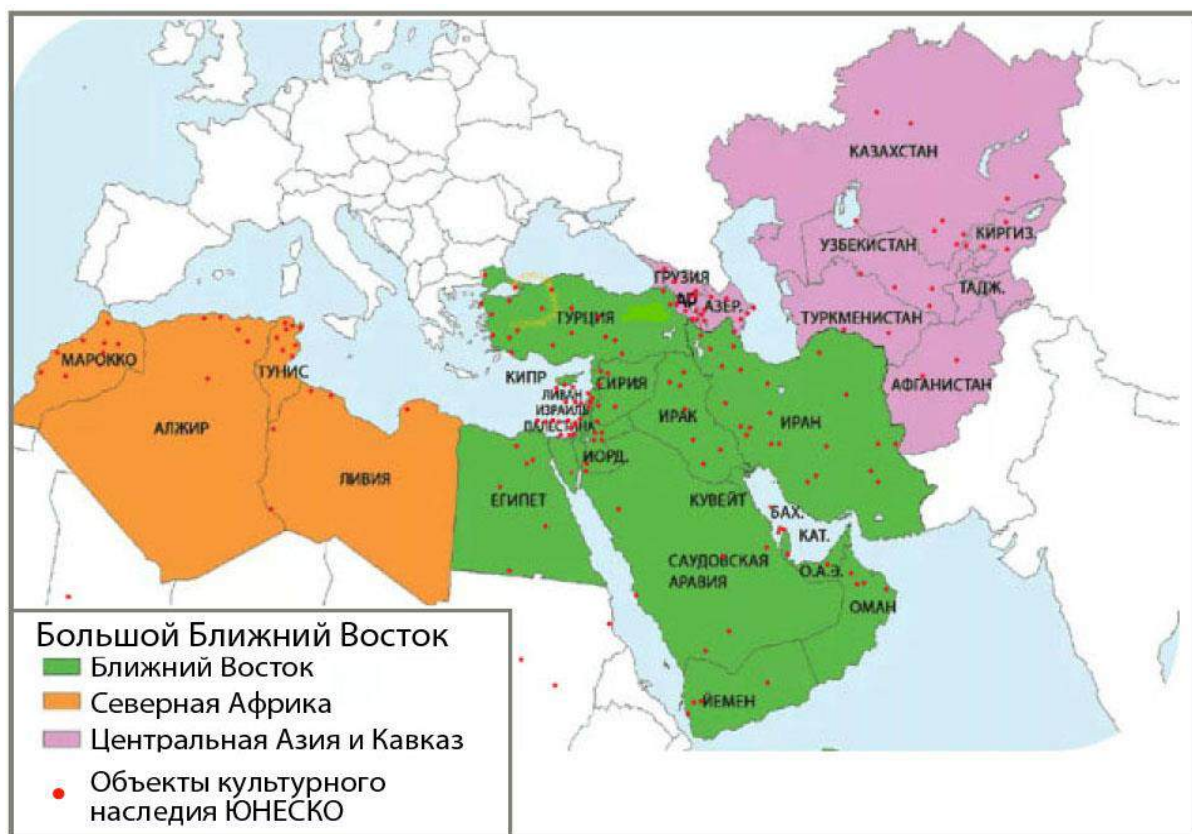 КАЗАХСТАН
УЗБЕКИСТАН
КИРГИЗ.
ГРУЗИЯ
АЗЕР.
ТАДЖ.
ТУРЦИЯ
ТУРКМЕНИСТАН
МАРОККО
ТУНИС
КИПР
СИРИЯ
АФГАНИСТАН
ЛИВАН
ИЗРАИЛЬ
ПАЛЕСТИНА
ИРАК
ИРАН
АЛЖИР
ИОРД.
ЛИВИЯ
ЕГИПЕТ
КУВЕЙТ
БАХ.
КАТ.
САУДОВСКАЯ
АРАВИЯ
О.А.Э.
ОМАН
ЙЕМЕН
Большой Ближний Восток
Ближний Восток
Северная Африка
Центральная Азия и Кавказ
Объекты культурного
наследия ЮНЕСКО